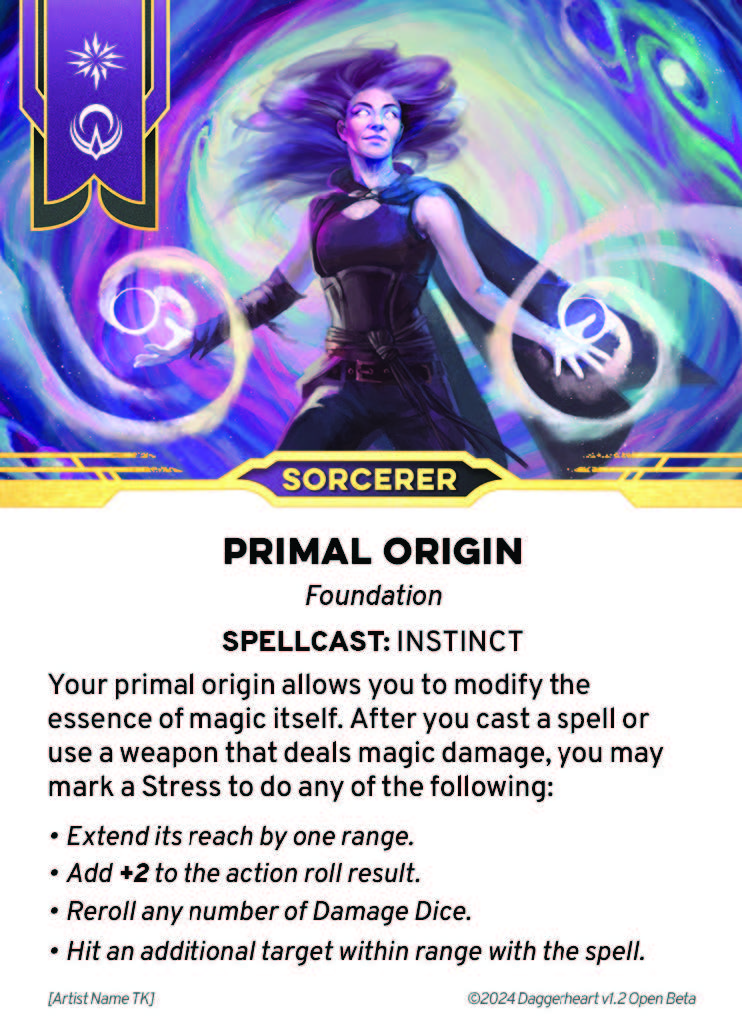 SORCERER
PRIMAL ORIGIN
Foundation
SPELLCAST: INSTINCT
Your primal origin allows you to modify the
essence of magic itself. After you cast a spell or
use a weapon that deals magic damage, you may
mark a Stress to do any of the following:
• Extend its reach by one range.
• Add +2 to the action roll result.
• Reroll any number of Damage Dice.
• Hit an additional target within range with the spell.
[Artist Name TK]
©2024 Daggerheart v1.2 Open Beta